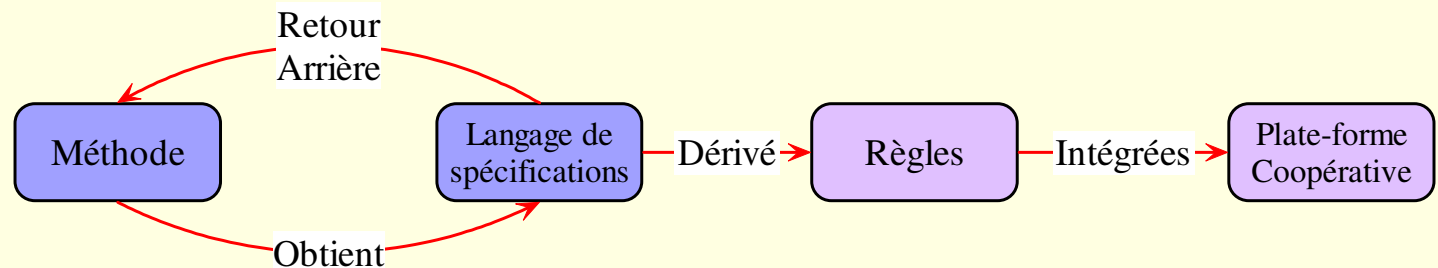 Retour
Arrière
Méthode
Langage de
spécifications
Dérivé
Règles
Intégrées
Plate-forme
Coopérative
Obtient